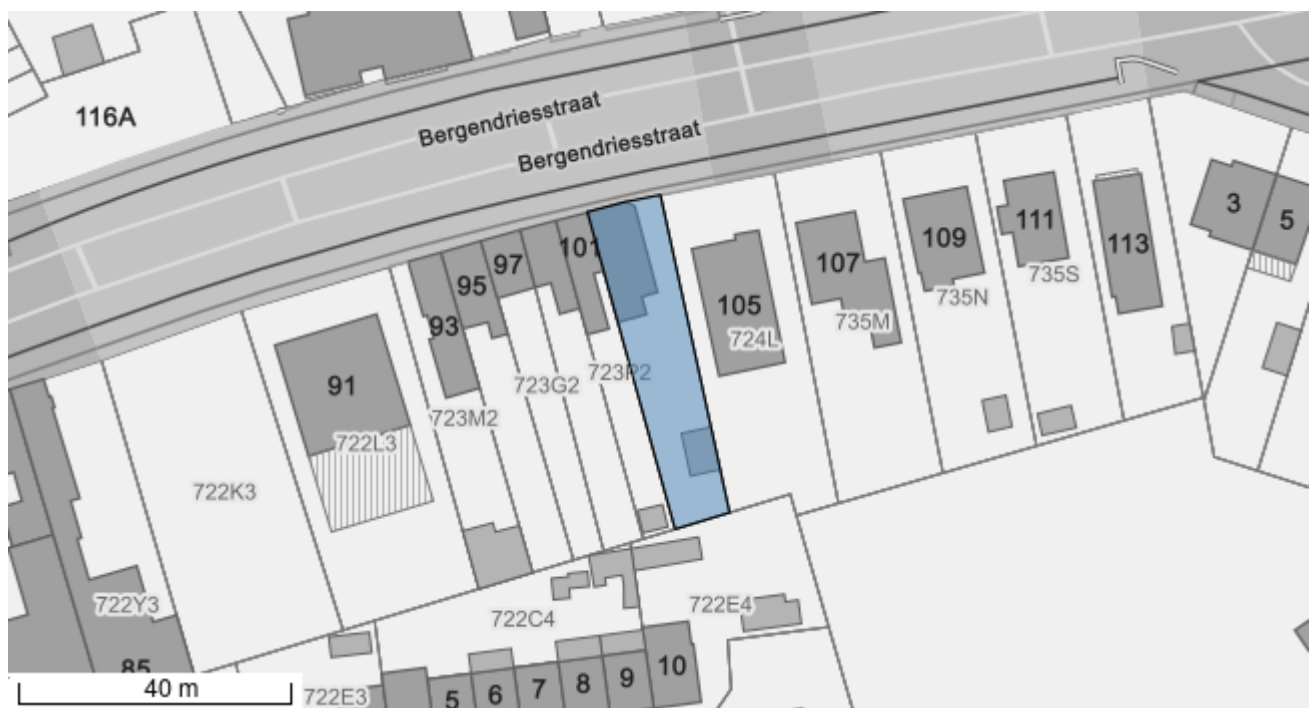 116A
Bergendriesstraat
Bergendriesstraat
3
5
113
111
109
735S
735N
107
735M
105
724L
101
97
95
93
723P2
723G2
723M2
91
722L3
722K3
722Y3
722C4
722E4
85
40 m
722E3
5
6
7
8
9
10